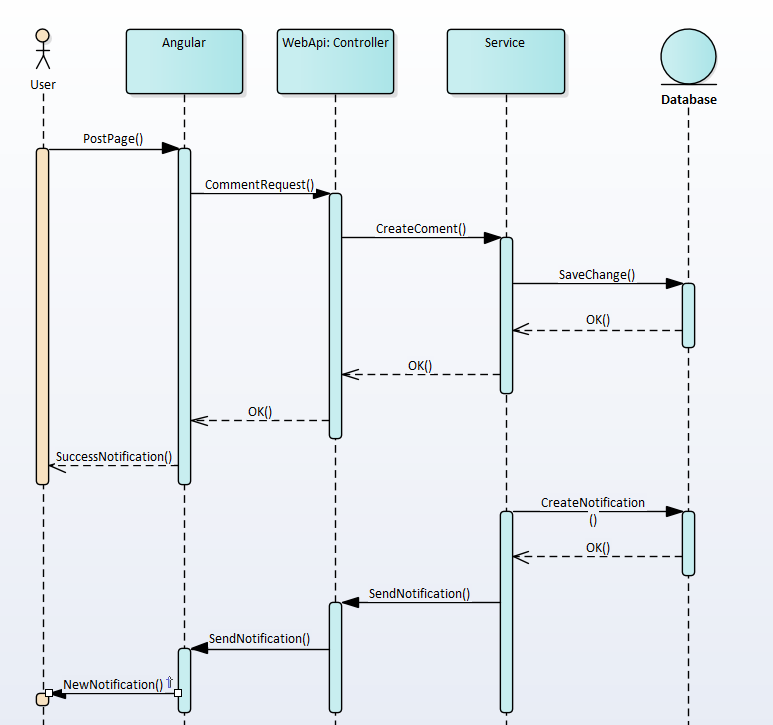 User
Angular
WebApi: Controller
Service
Database
PostPage()
CommentRequest()
CreateComent()
SaveChange()
OK()
OK()
OK()
SuccessNotification()
CreateNotification
()
OK()
SendNotification()
SendNotification()
NewNotification()